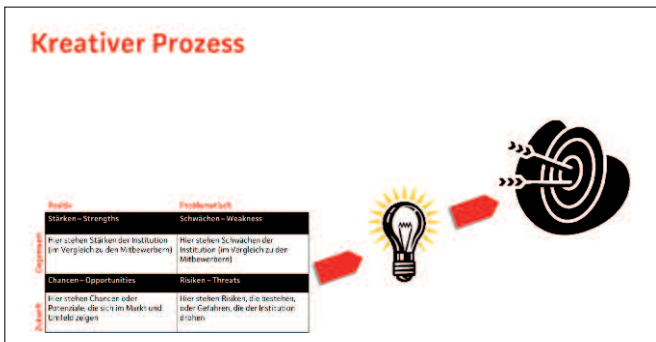 Kreativer Prozess
Positiv Problematisch
Stärken – Strengths Schwächen – Weakness
Gegenwart
Hier stehen Stärken der Institution
(im Vergleich zu den Mitbewerbern)
Hier stehen Schwächen der
Institution (im Vergleich zu den
Mitbewerbern)
Chancen – Opportunities Risiken – Threats
Zukunft
Hier stehen Chancen oder
Potenziale, die sich im Markt und
Umfeld zeigen
Hier stehen Risiken, die bestehen,
oder Gefahren, die der Institution
drohen